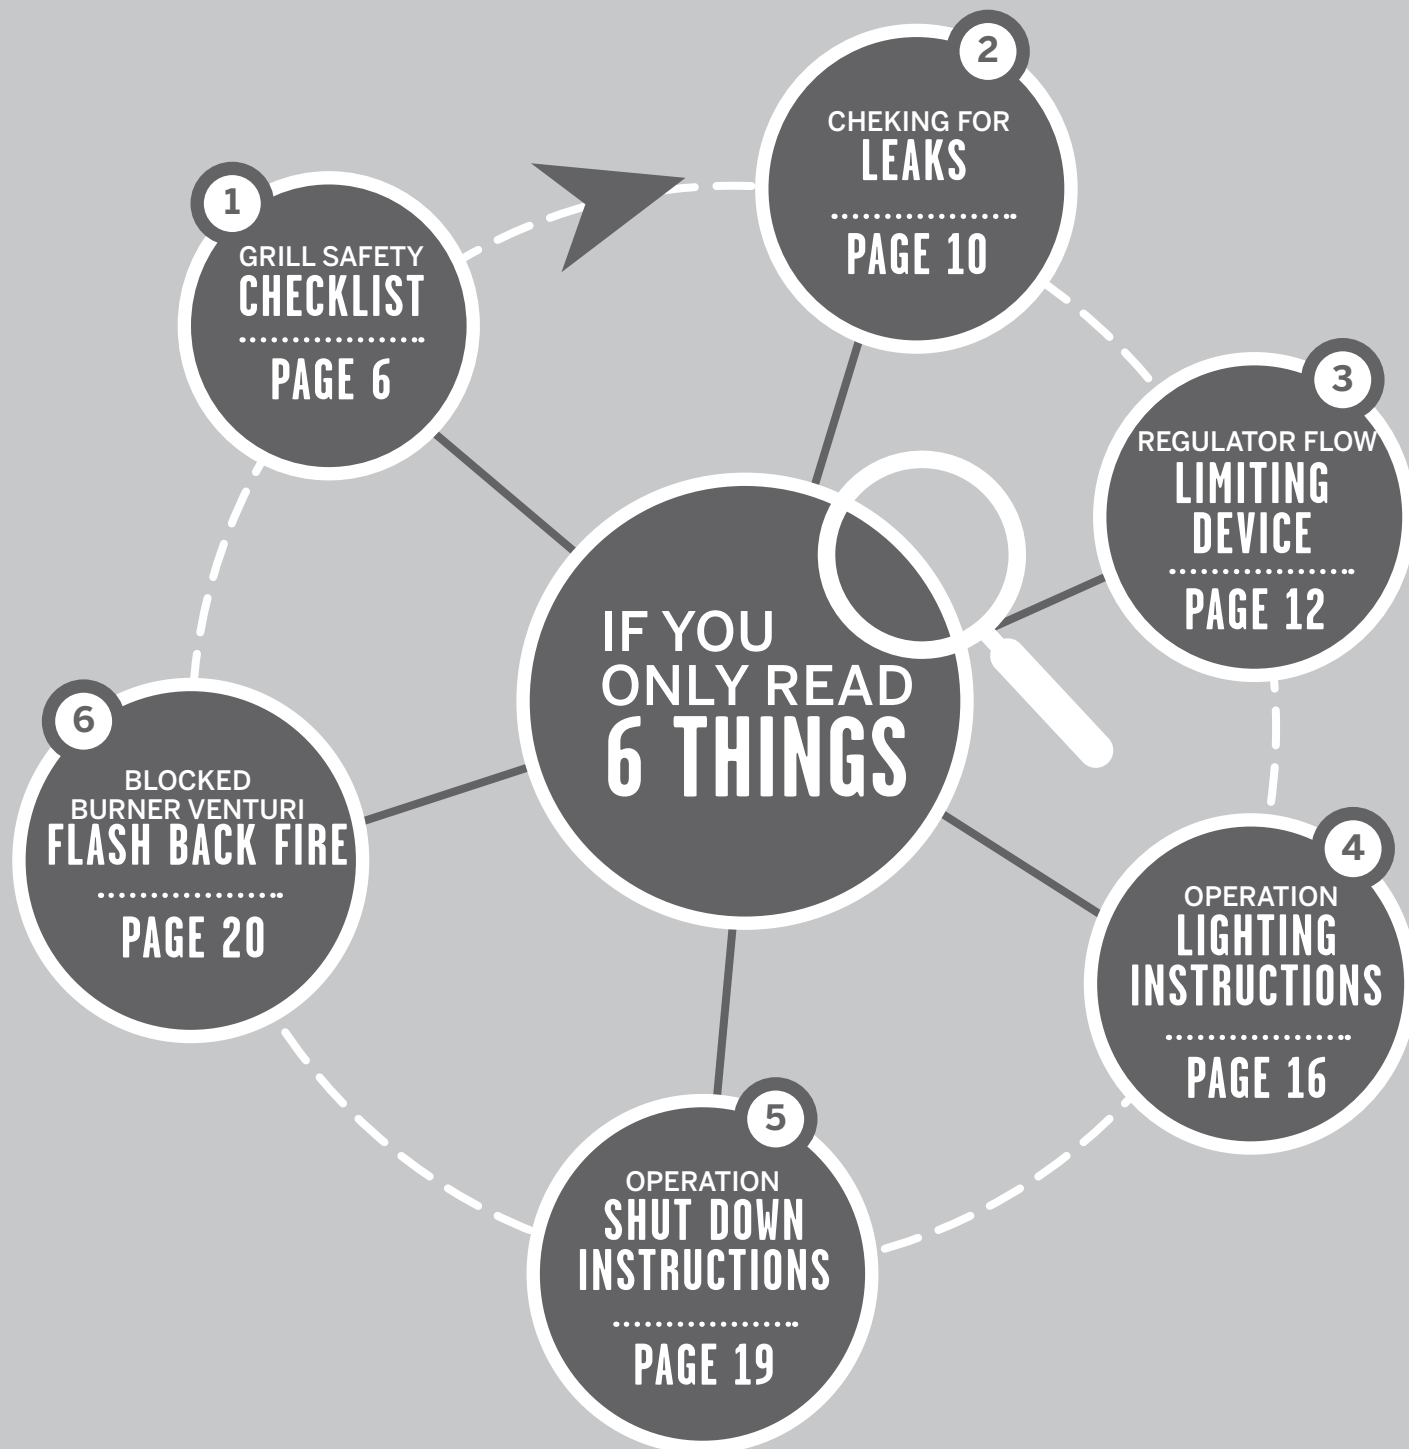 IF YOU
ONLY READ
6 THINGS
1
GRILL SAFETY
CHECKLIST
PAGE 6
2
CHEKING FOR
LEAKS
PAGE 10
3
REGULATOR FLOW
LIMITING
DEVICE
PAGE 12
4
OPERATION
LIGHTING
INSTRUCTIONS
PAGE 16
5
OPERATION
SHUT DOWN
INSTRUCTIONS
PAGE 19
6
BLOCKED
BURNER VENTURI
FLASH BACK FIRE
PAGE 20